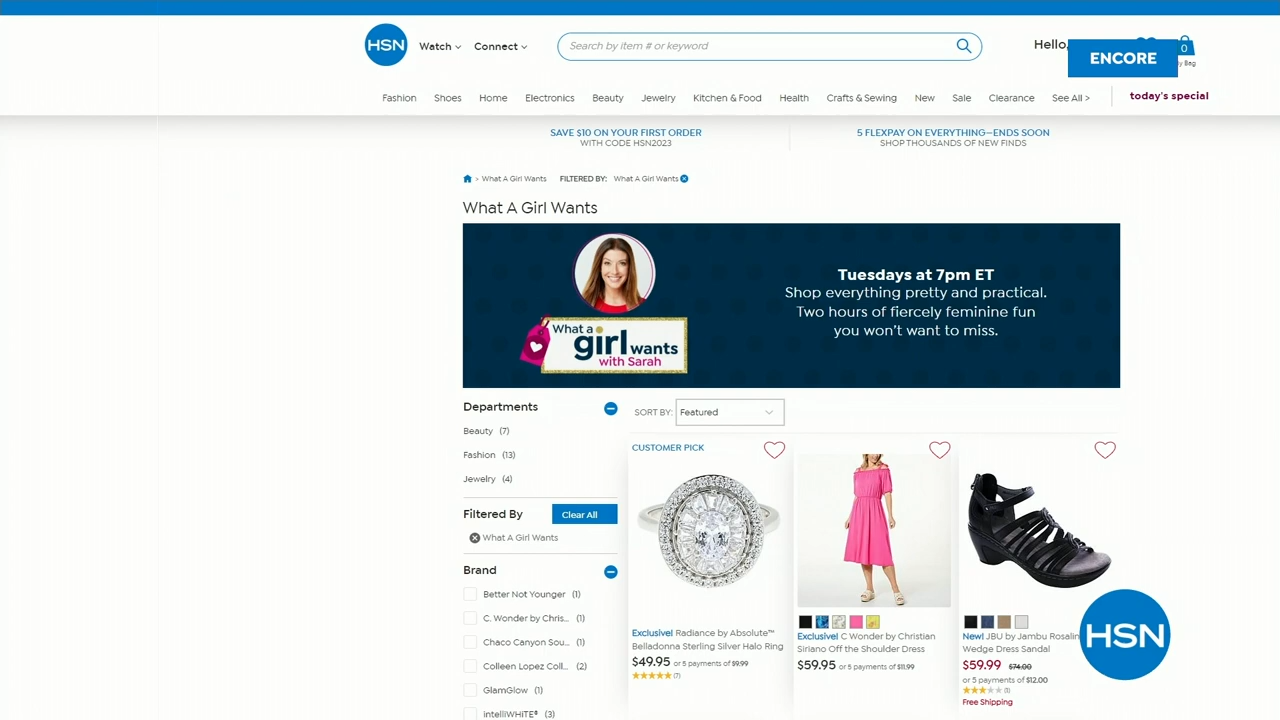 HSN
Watch
Connect
Search by item # or keyword
Hello,
0
ENCORE
Bag
Fashion Shoes Home Electronics Beauty Jewelry Kitchen & Food Health Crafts & Sewing New Sale Clearance See All > today's special
SAVE $10 ON YOUR FIRST ORDER
WITH CODE HSN2023
5 FLEXPAY ON EVERYTHING—ENDS SOON
SHOP THOUSANDS OF NEW FINDS
> What A Girl Wants FILTERED BY: What A Girl Wants
What A Girl Wants
What a
girl wants
with Sarah
Tuesdays at 7pm ET
Shop everything pretty and practical.
Two hours of fiercely feminine fun
you won't want to miss.
Departments
Beauty (7)
Fashion (13)
Jewelry (4)
Filtered By
Clear All
What A Girl Wants
Brand
Better Not Younger (1)
C. Wonder by Chris... (1)
Chaco Canyon Sou... (1)
Colleen Lopez Coll... (2)
GlamGlow (1)
intelliWHiTE® (3)
SORT BY: Featured
CUSTOMER PICK
Exclusive! Radiance by Absolute™
Belladonna Sterling Silver Halo Ring
$49.95 or 5 payments of $9.99
(7)
Exclusive! C Wonder by Christian
Siriano Off the Shoulder Dress
$59.95 or 5 payments of $11.99
New! JBU by Jambu Rosalin
Wedge Dress Sandal
$59.99 $74.00
or 5 payments of $12.00
(1)
Free Shipping
HSN